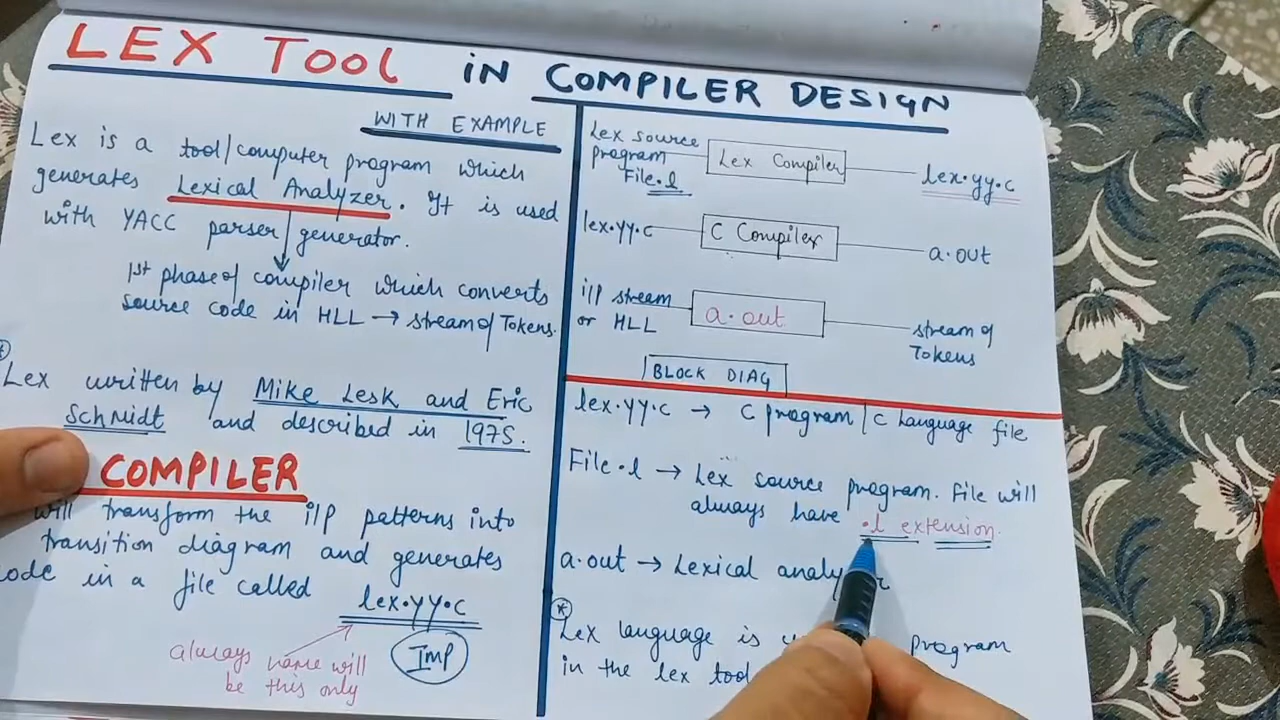 LEX TOOL IN COMPILER DESIGN
WITH EXAMPLE
Lex is a tool/computer program which
generates Lexical Analyzer. It is used
with YACC parser generator.
1st phase of compiler which converts
source code in HLL → stream of Tokens.
Lex written by Mike Lesk and Eric
Schmidt and described in 1975.
COMPILER
will transform the i/P patterns into
transition diagram and generates
code in a file called lex.yy.c
always name will
be this only
IMP
Lex source
program
File.l
Lex Compiler
lex.yy.c
lex.yy.c
C Compiler
a.out
i/P stream
or HLL
a.out
stream of
Tokens
BLOCK DIAG
lex.yy.c → C program/C language file
File.l → Lex source program. File will
always have .l extension.
a.out → Lexical
Lex language is program
in the lex tool